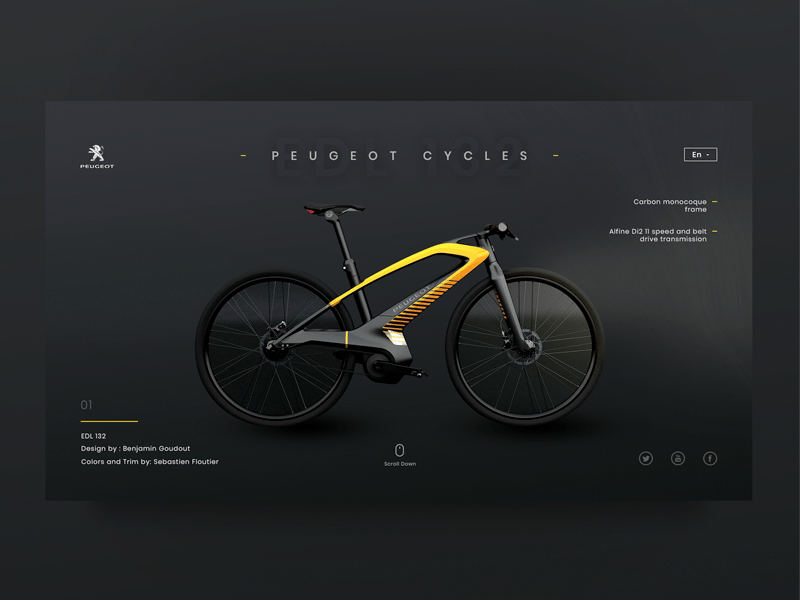 EDL 132
- PEUGEOT CYCLES -
PEUGEOT
En
Carbon monocoque
frame
Alfine Di2 11 speed and belt
drive transmission
PEUGEOT
01
EDL 132
Design by : Benjamin Goudout
Colors and Trim by: Sebastien Floutier
Scroll Down